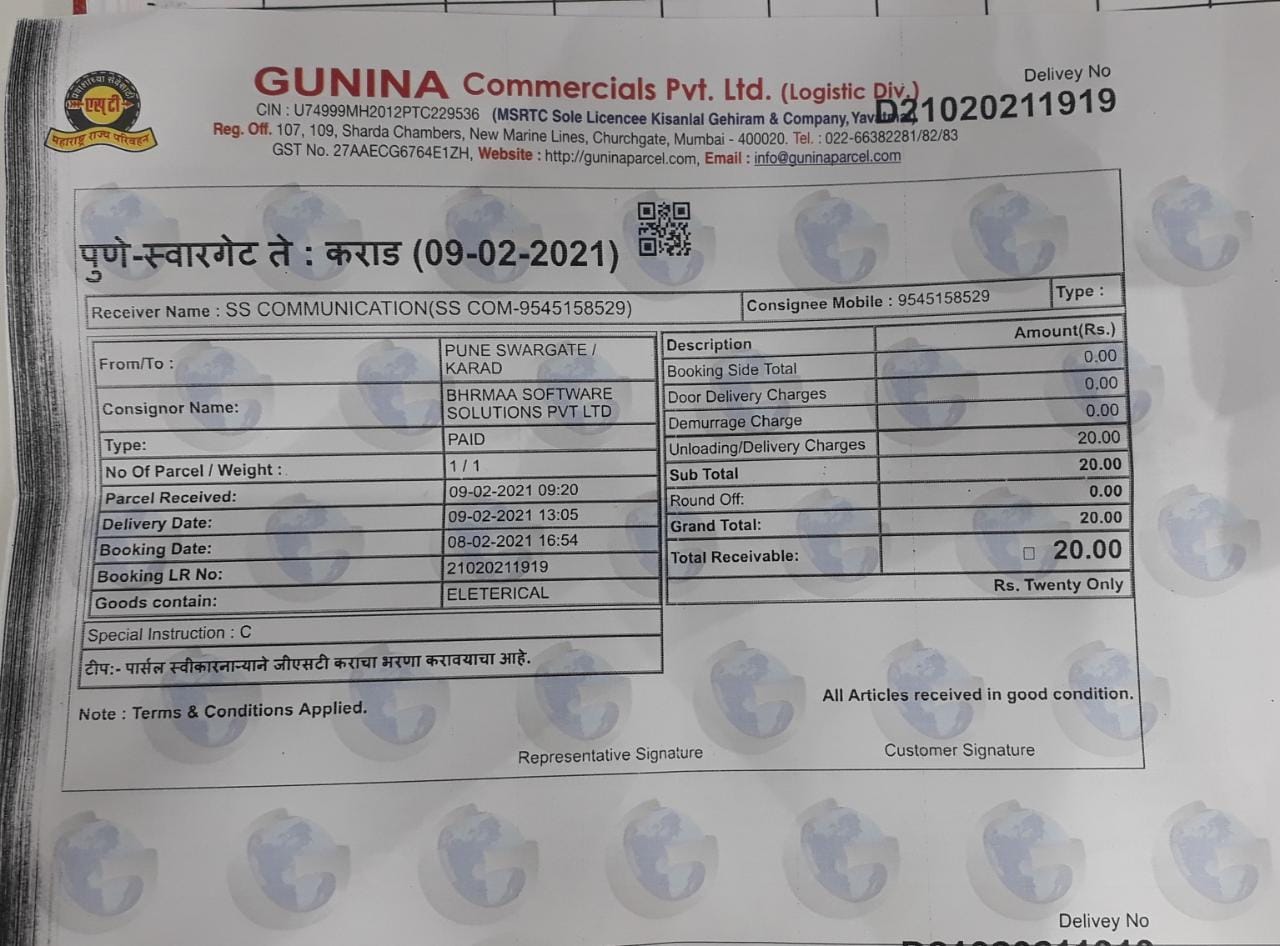 प्रवाशांच्या सेवेसाठी
एस टी
महाराष्ट्र राज्य परिवहन
GUNINA Commercials Pvt. Ltd. (Logistic Div.)
Delivey No
D21020211919
CIN : U74999MH2012PTC229536 (MSRTC Sole Licencee Kisanlal Gehiram & Company,
Reg. Off. 107, 109, Sharda Chambers, New Marine Lines, Churchgate, Mumbai - 400020. Tel. : 022-66382281/82/83
GST No. 27AAECG6764E1ZH, Website : http://guninaparcel.com, Email : info@guninaparcel.com
पुणे-स्वारगेट ते : कराड (09-02-2021)
Receiver Name : SS COMMUNICATION(SS COM-9545158529) Consignee Mobile : 9545158529 Type :
From/To : PUNE SWARGATE /
KARAD
Consignor Name: BHRMAA SOFTWARE
SOLUTIONS PVT LTD
Type: PAID
No Of Parcel / Weight : 1 / 1
Parcel Received: 09-02-2021 09:20
Delivery Date: 09-02-2021 13:05
Booking Date: 08-02-2021 16:54
Booking LR No: 21020211919
Goods contain: ELETERICAL
Special Instruction : C
टीप:- पार्सल स्वीकारनाऱ्याने जीएसटी कराचा भरणा करावयाचा आहे.
Description Amount(Rs.)
Booking Side Total 0.00
Door Delivery Charges 0.00
Demurrage Charge 0.00
Unloading/Delivery Charges 20.00
Sub Total 20.00
Round Off: 0.00
Grand Total: 20.00
Total Receivable: 20.00
Rs. Twenty Only
Note : Terms & Conditions Applied.
All Articles received in good condition.
Representative Signature
Customer Signature
Delivey No